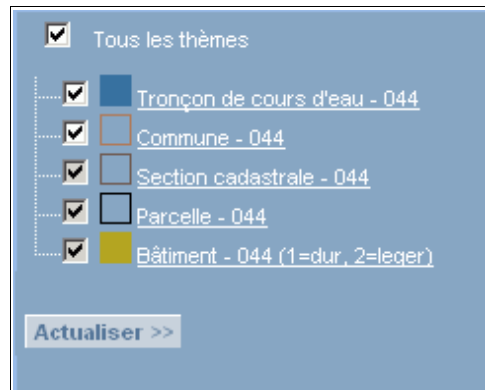 Tous les thèmes
Tronçon de cours d'eau - 044
Commune - 044
Section cadastrale - 044
Parcelle - 044
Bâtiment - 044 (1=dur, 2=leger)
Actualiser >>